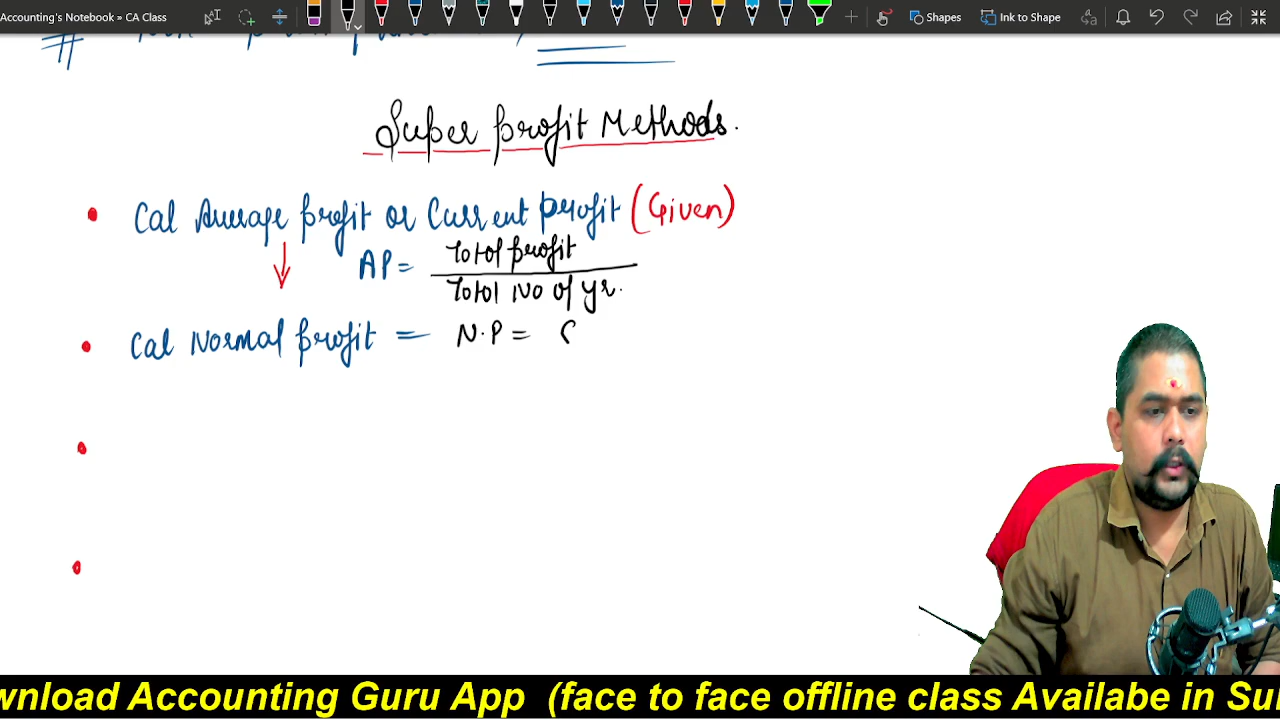 Accounting's Notebook » CA Class
Shapes
Ink to Shape
Super Profit Methods.
Cal Average Profit or Current Profit (Given)
AP = Total Profit
Total No of yr.
Cal Normal Profit = N.P =
wnload Accounting Guru App (face to face offline class Availabe in Su